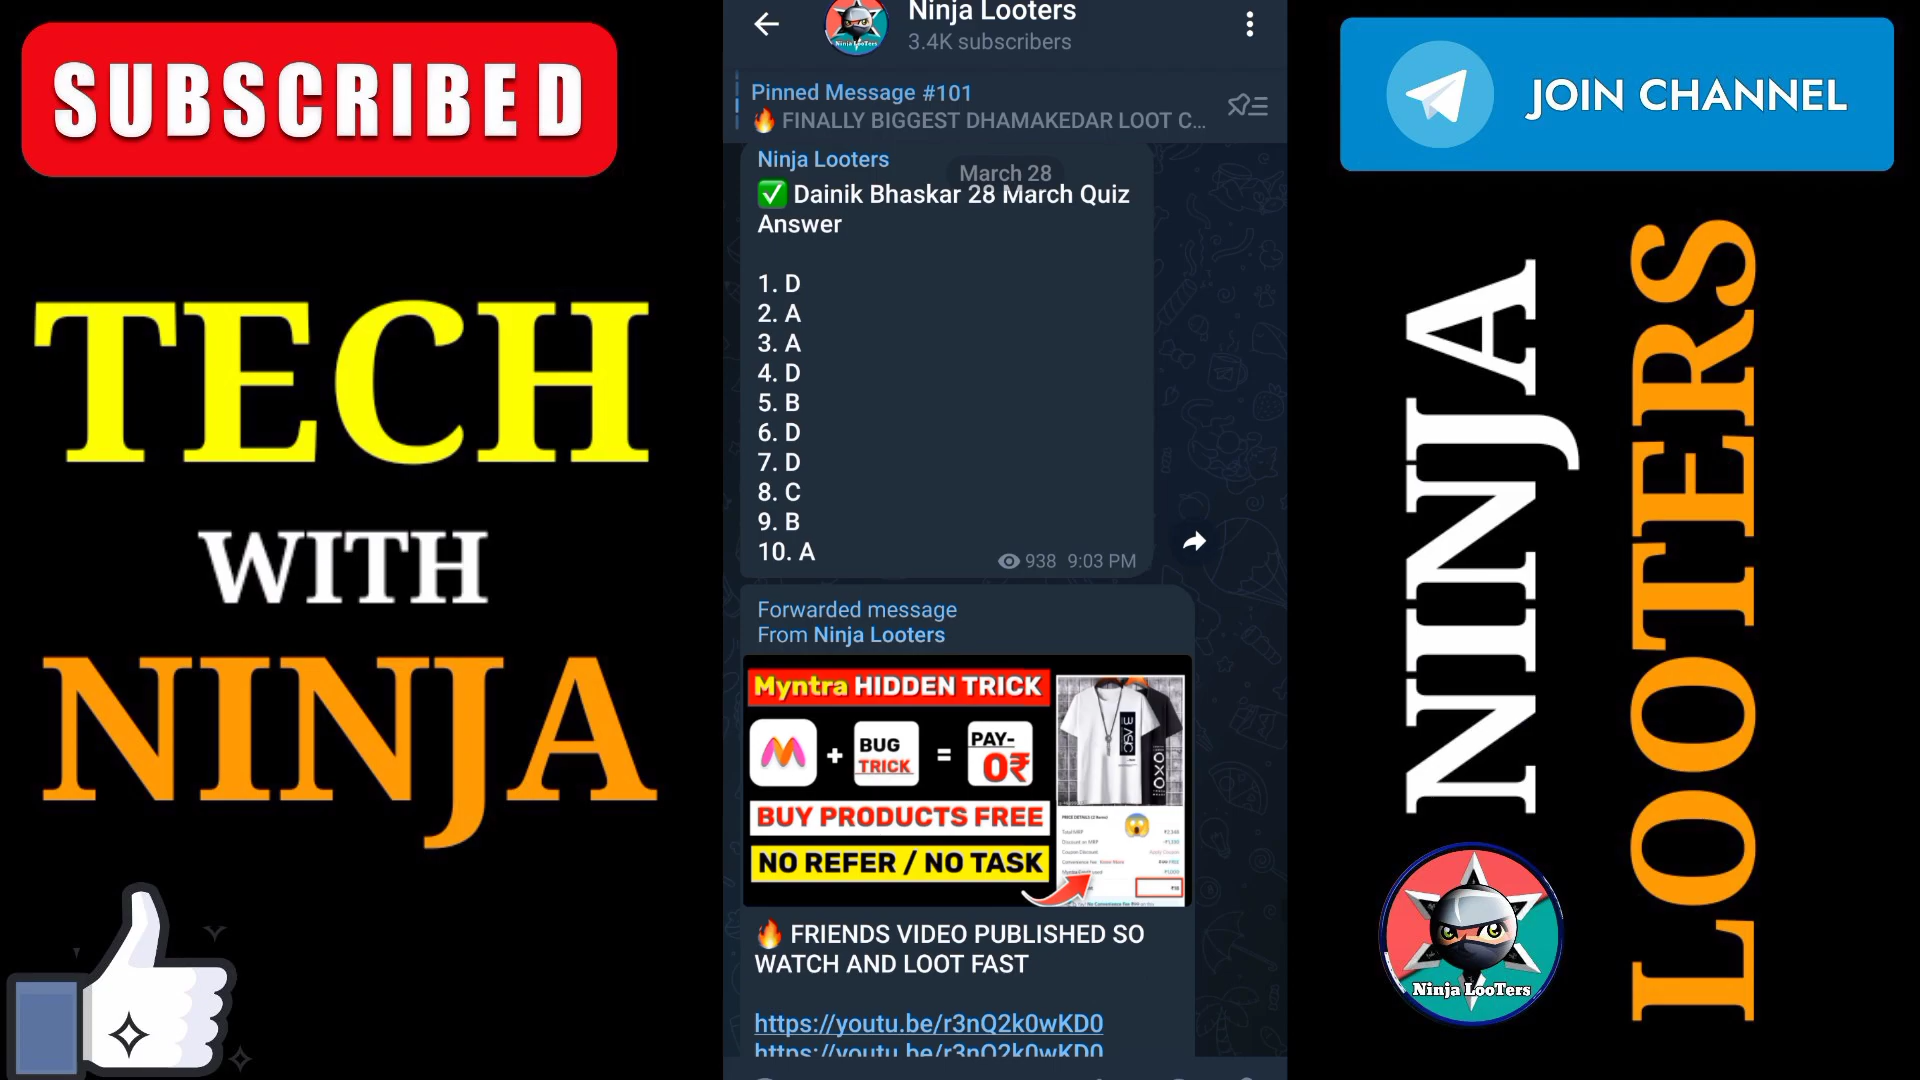 SUBSCRIBED
TECH
WITH
NINJA
Ninja Looters
3.4K subscribers
Pinned Message #101
🔥 FINALLY BIGGEST DHAMAKEDAR LOOT C...
Ninja Looters
March 28
✅ Dainik Bhaskar 28 March Quiz
Answer
1. D
2. A
3. A
4. D
5. B
6. D
7. D
8. C
9. B
10. A
938 9:03 PM
Forwarded message
From Ninja Looters
Myntra HIDDEN TRICK
+ BUG TRICK = PAY- 0₹
BUY PRODUCTS FREE
NO REFER / NO TASK
🔥 FRIENDS VIDEO PUBLISHED SO
WATCH AND LOOT FAST
https://youtu.be/r3nQ2k0wKD0
https://youtu.be/r3nQ2k0wKD0
JOIN CHANNEL
NINJA
LOOTERS
Ninja LooTers